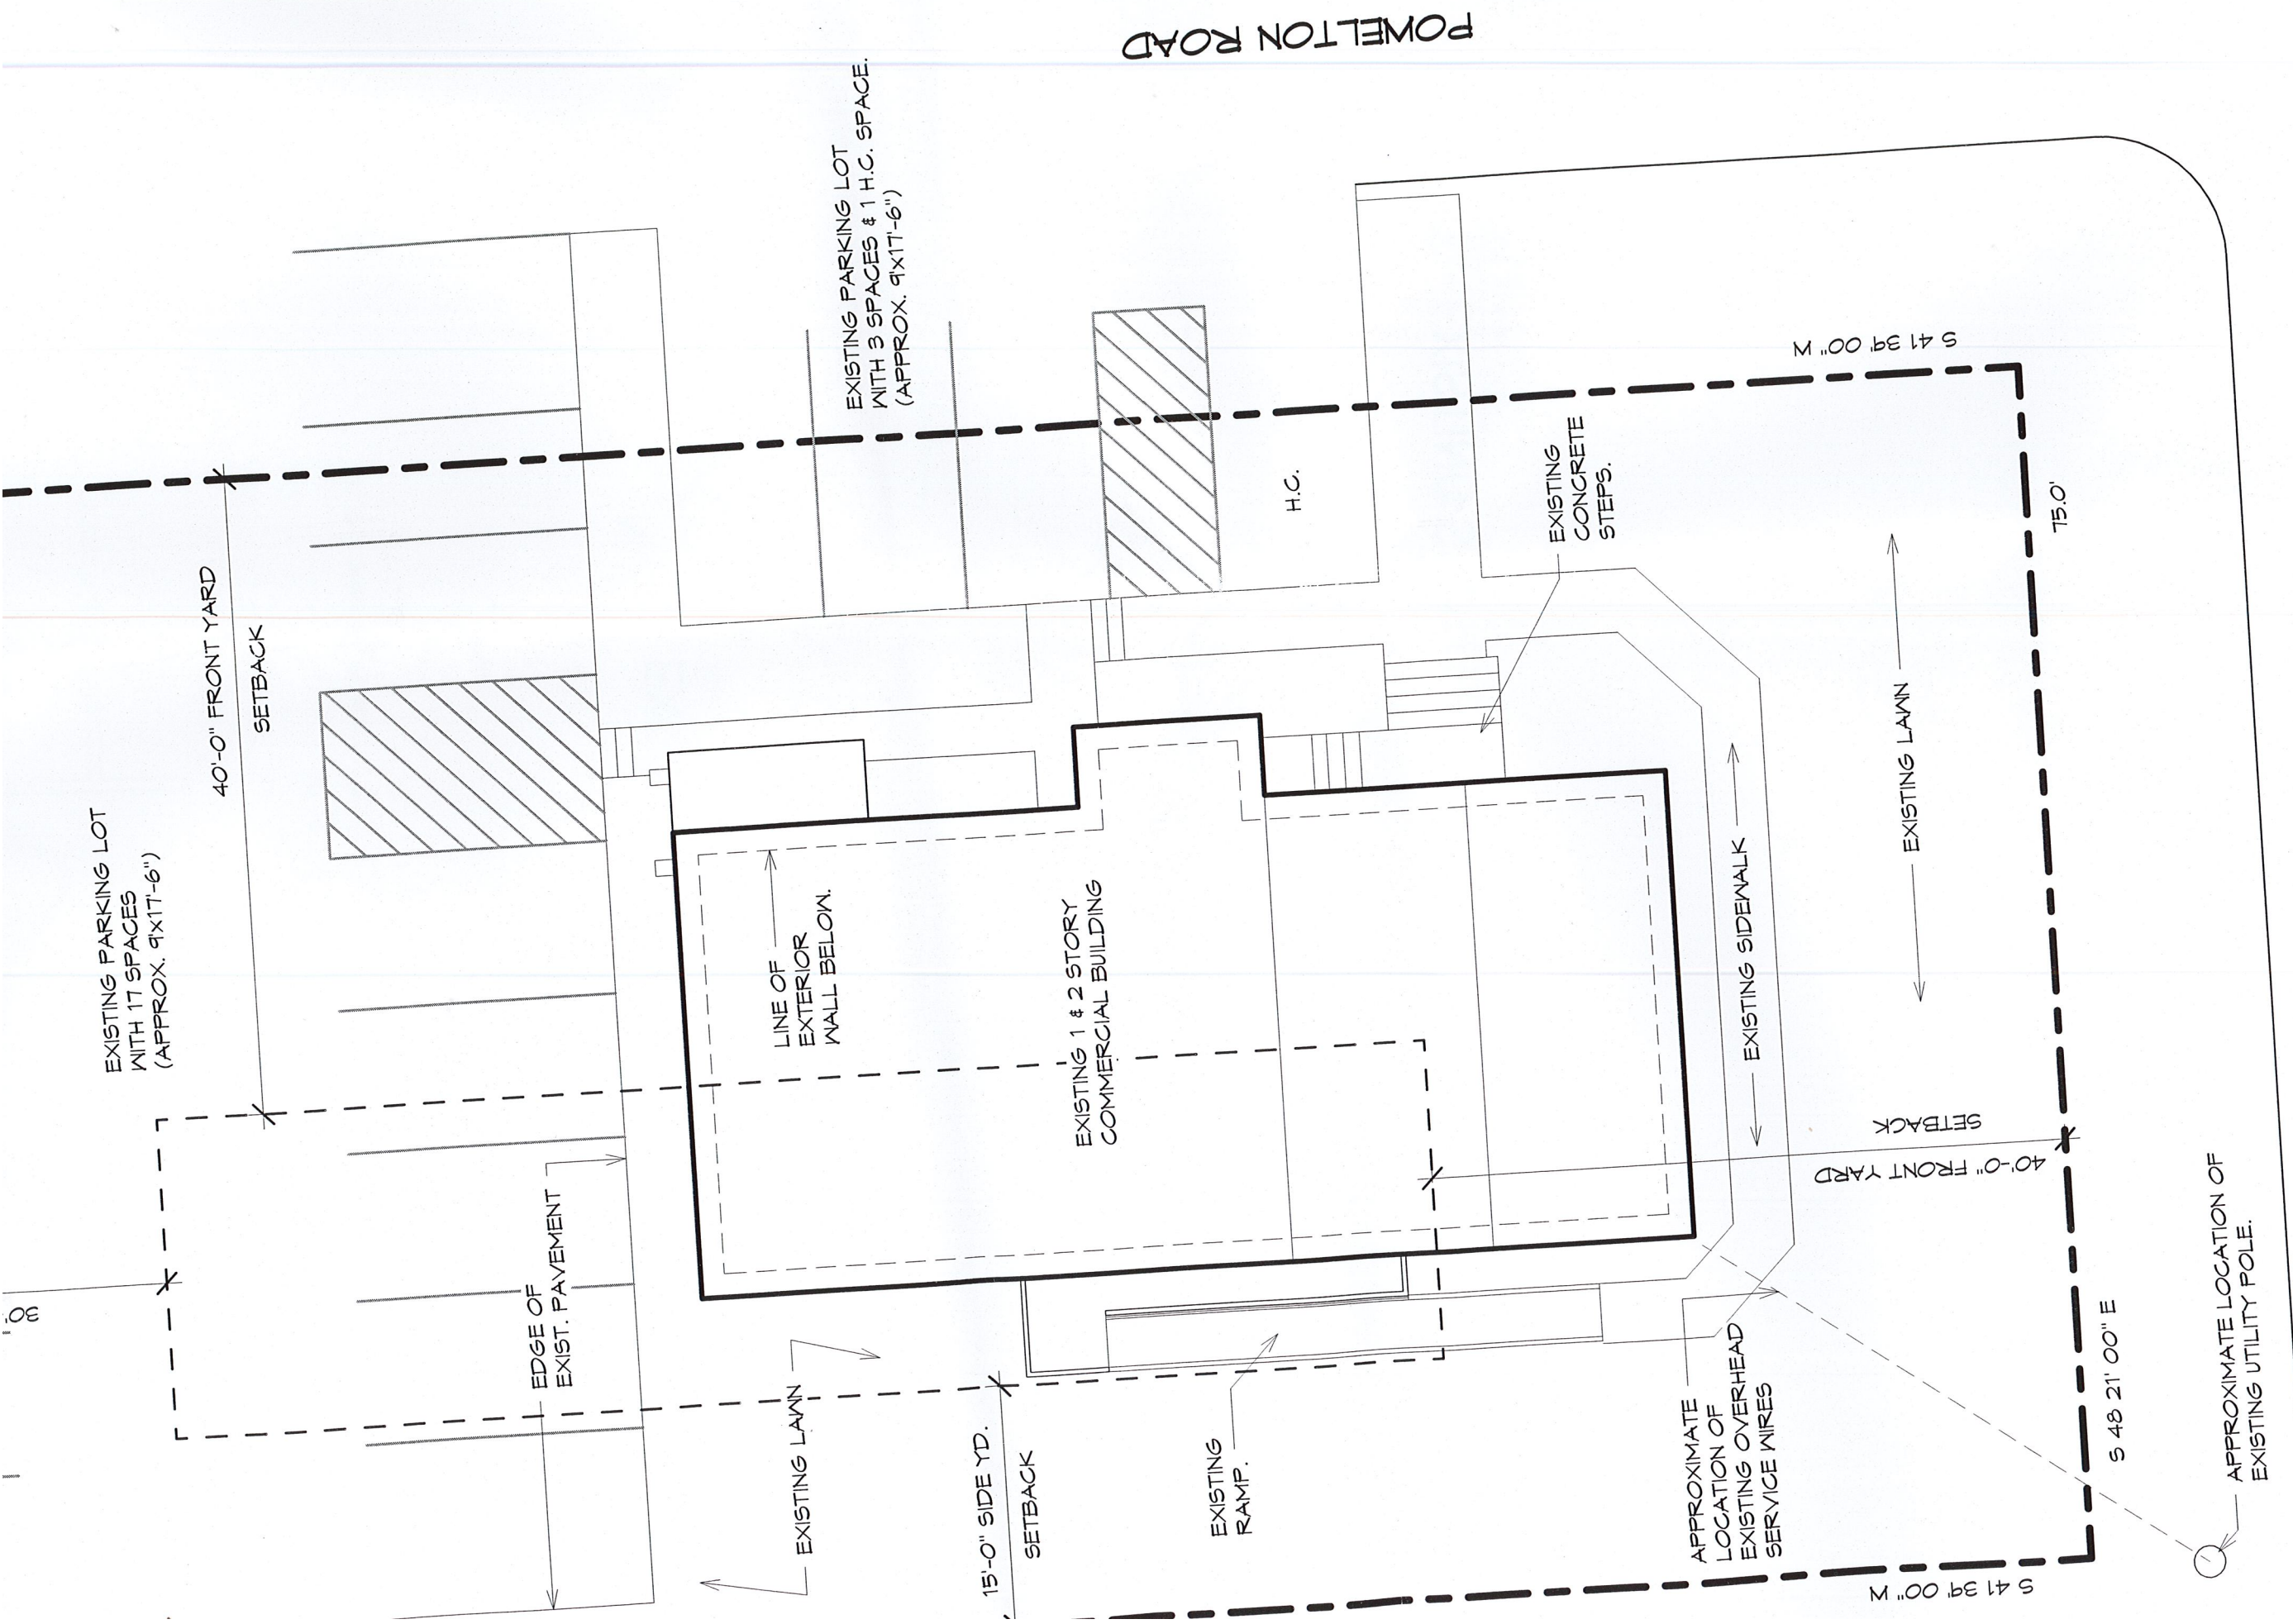 POWELTON ROAD
EXISTING PARKING LOT
WITH 3 SPACES & 1 H.C. SPACE.
(APPROX. 9'X17'-6")
S 41 39' 00" W
H.C.
EXISTING
CONCRETE
STEPS.
75.0'
40'-0" FRONT YARD
SETBACK
EXISTING PARKING LOT
WITH 17 SPACES
(APPROX. 9'X17'-6")
LINE OF
EXTERIOR
WALL BELOW.
EXISTING 1 & 2 STORY
COMMERCIAL BUILDING
EXISTING SIDEWALK
EXISTING LAWN
40'-0" FRONT YARD
SETBACK
30'
EDGE OF
EXIST. PAVEMENT
EXISTING LAWN
15'-0" SIDE YD.
SETBACK
EXISTING
RAMP.
APPROXIMATE
LOCATION OF
EXISTING OVERHEAD
SERVICE WIRES
S 48 21' 00" E
APPROXIMATE LOCATION OF
EXISTING UTILITY POLE.
S 41 39' 00" W